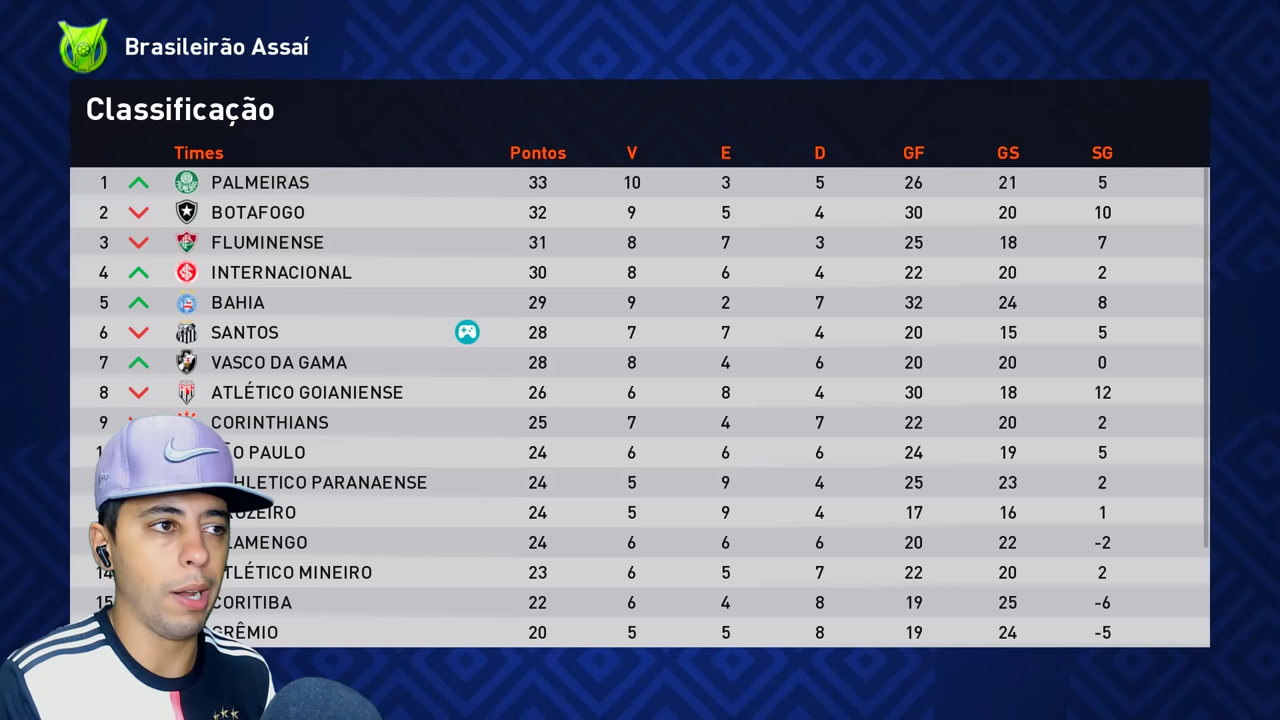 Brasileirão Assaí
Classificação
Times Pontos V E D GF GS SG
1 PALMEIRAS 33 10 3 5 26 21 5
2 BOTAFOGO 32 9 5 4 30 20 10
3 FLUMINENSE 31 8 7 3 25 18 7
4 INTERNACIONAL 30 8 6 4 22 20 2
5 BAHIA 29 9 2 7 32 24 8
6 SANTOS 28 7 7 4 20 15 5
7 VASCO DA GAMA 28 8 4 6 20 20 0
8 ATLÉTICO GOIANIENSE 26 6 8 4 30 18 12
9 CORINTHIANS 25 7 4 7 22 20 2
O PAULO 24 6 6 6 24 19 5
HLETICO PARANAENSE 24 5 9 4 25 23 2
ZEIRO 24 5 9 4 17 16 1
AMENGO 24 6 6 6 20 22 -2
14 TLÉTICO MINEIRO 23 6 5 7 22 20 2
15 CORITIBA 22 6 4 8 19 25 -6
GRÊMIO 20 5 5 8 19 24 -5